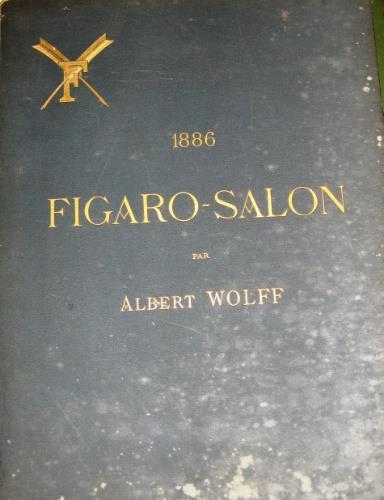 F
1886
FIGARO-SALON
PAR
ALBERT WOLFF